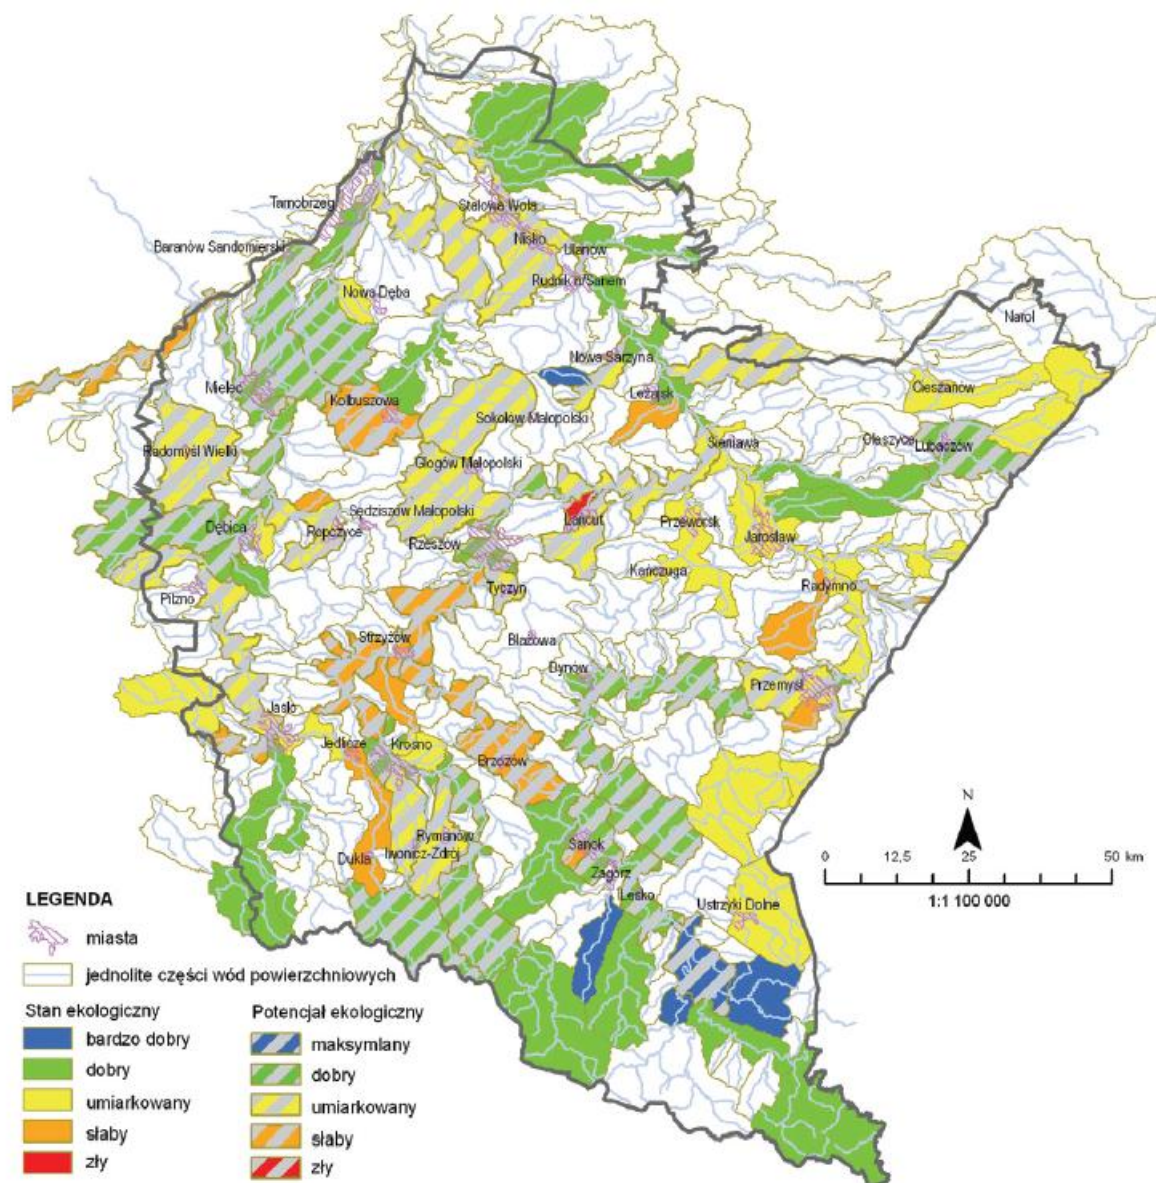 Tarnobrzeg
Stalowa Wola
Baranów Sandomierski
Nisko
Ulanów
Rudnik n/Sanem
Nowa Dęba
Narol
Nowa Sarzyna
Mielec
Leżajsk
Cieszanów
Kolbuszowa
Sokołów Małopolski
Oleszyce
Sieniawa
Lubaczów
Radomyśl Wielki
Głogów Małopolski
Sędziszów Małopolski
Łańcut
Przeworsk
Dębica
Ropczyce
Jarosław
Rzeszów
Kańczuga
Radymno
Pilzno
Tyczyn
Strzyżów
Błażowa
Dynów
Przemyśl
Jasło
Jedlicze
Krosno
Brzozów
Rymanów
Iwonicz-Zdrój
Dukla
Sanok
Zagórz
Lesko
Ustrzyki Dolne
N
0 12,5 25 50 km
1:1 100 000
LEGENDA
miasta
jednolite części wód powierzchniowych
Stan ekologiczny
bardzo dobry
dobry
umiarkowany
słaby
zły
Potencjał ekologiczny
maksymlany
dobry
umiarkowany
słaby
zły